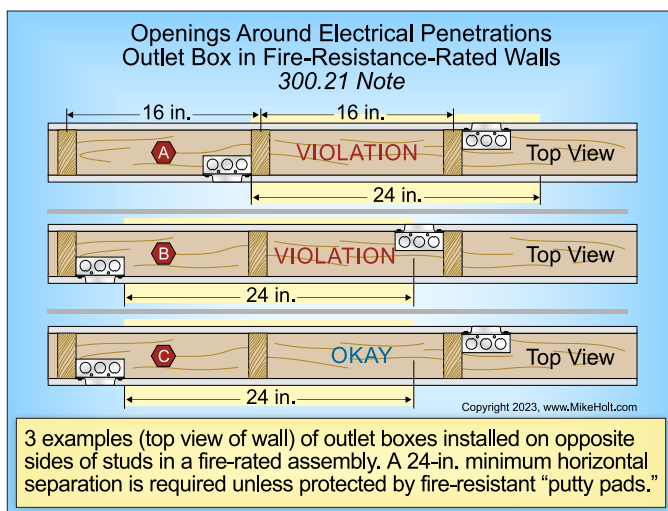 Openings Around Electrical Penetrations
Outlet Box in Fire-Resistance-Rated Walls
300.21 Note
16 in. 16 in.
A VIOLATION Top View
24 in.
B VIOLATION Top View
24 in.
C OKAY Top View
24 in.
Copyright 2023, www.MikeHolt.com
3 examples (top view of wall) of outlet boxes installed on opposite
sides of studs in a fire-rated assembly. A 24-in. minimum horizontal
separation is required unless protected by fire-resistant “putty pads.”